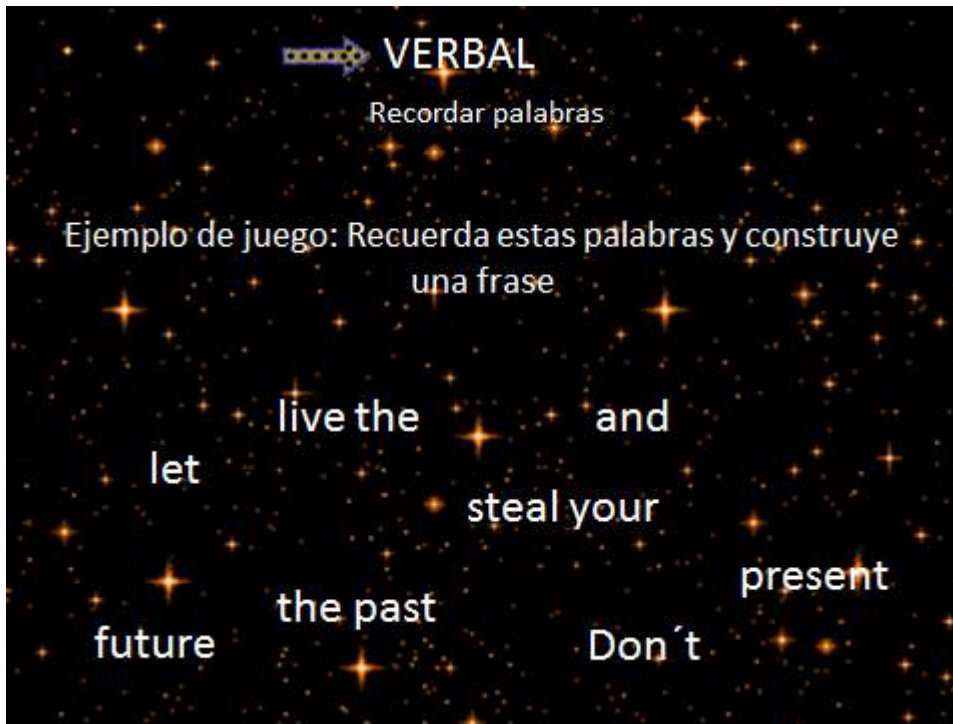 VERBAL
Recordar palabras
Ejemplo de juego: Recuerda estas palabras y construye
una frase
live the
and
let
steal your
present
the past
future
Don´t